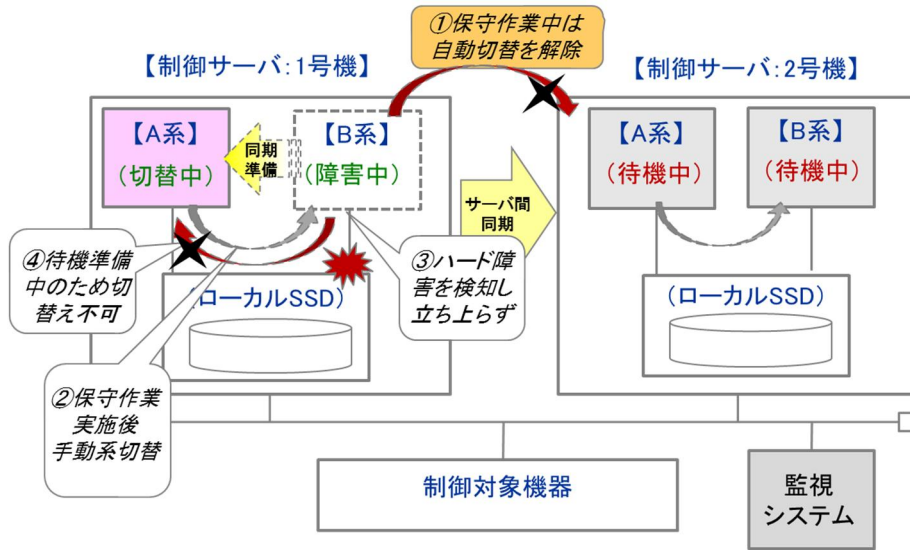 ①保守作業中は
自動切替を解除
【制御サーバ:1号機】
【制御サーバ:2号機】
【A系】
(切替中)
同期
準備
【B系】
(障害中)
サーバ間
同期
【A系】
(待機中)
【B系】
(待機中)
④待機準備
中のため切
替え不可
③ハード障
害を検知し
立ち上らず
(ローカルSSD)
(ローカルSSD)
②保守作業
実施後
手動系切替
制御対象機器
監視
システム